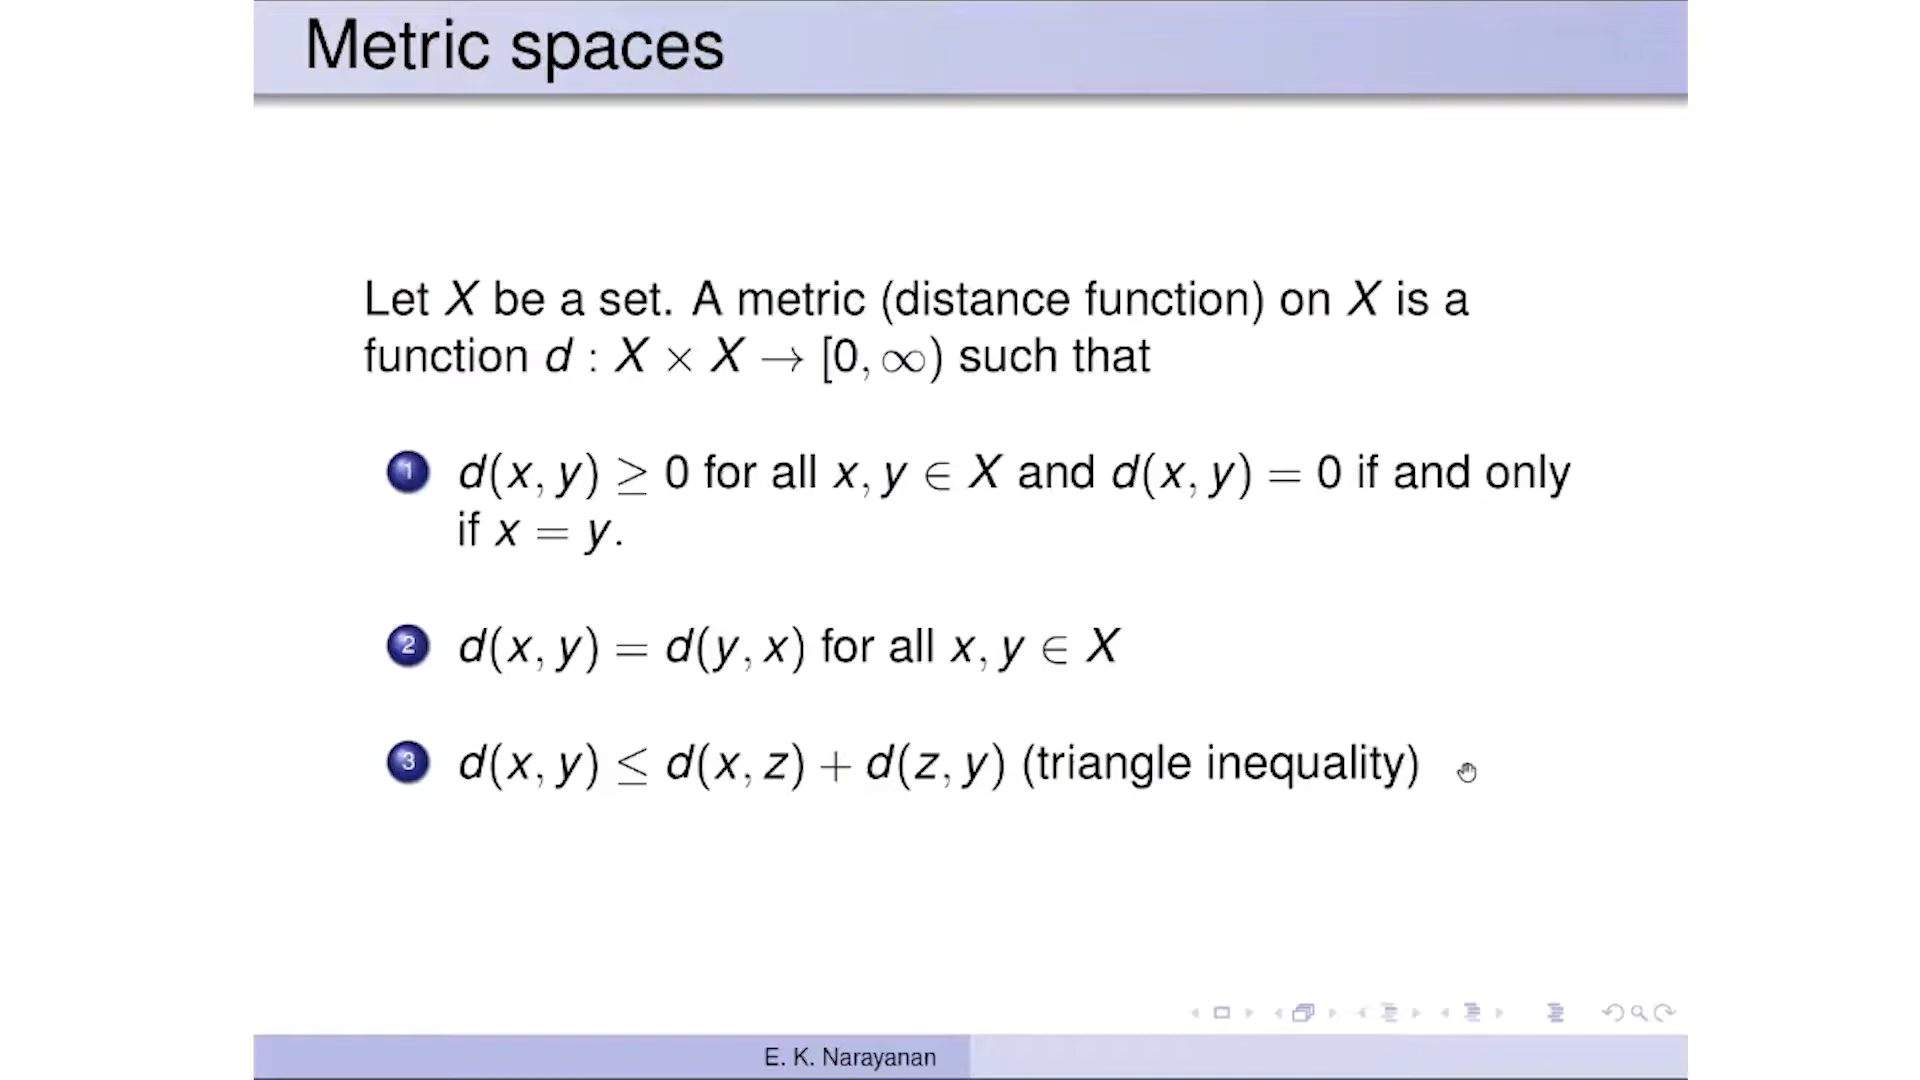 Metric spaces
Let X be a set. A metric (distance function) on X is a
function d : X × X → [0, ∞) such that
1 d(x, y) ≥ 0 for all x, y ∈ X and d(x, y) = 0 if and only
if x = y.
2 d(x, y) = d(y, x) for all x, y ∈ X
3 d(x, y) ≤ d(x, z) + d(z, y) (triangle inequality)
E. K. Narayanan